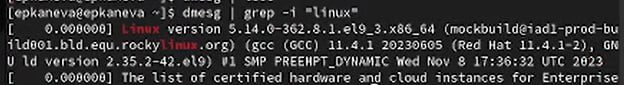 [epkaneva@epkaneva ~]$ dmesg | grep -i "linux"
[    0.000000] Linux version 5.14.0-362.8.1.el9_3.x86_64 (mockbuild@iad1-prod-bu
ild001.bld.equ.rockylinux.org) (gcc (GCC) 11.4.1 20230605 (Red Hat 11.4.1-2), GN
U ld version 2.35.2-42.el9) #1 SMP PREEMPT_DYNAMIC Wed Nov 8 17:36:32 UTC 2023
[    0.000000] The list of certified hardware and cloud instances for Enterprise